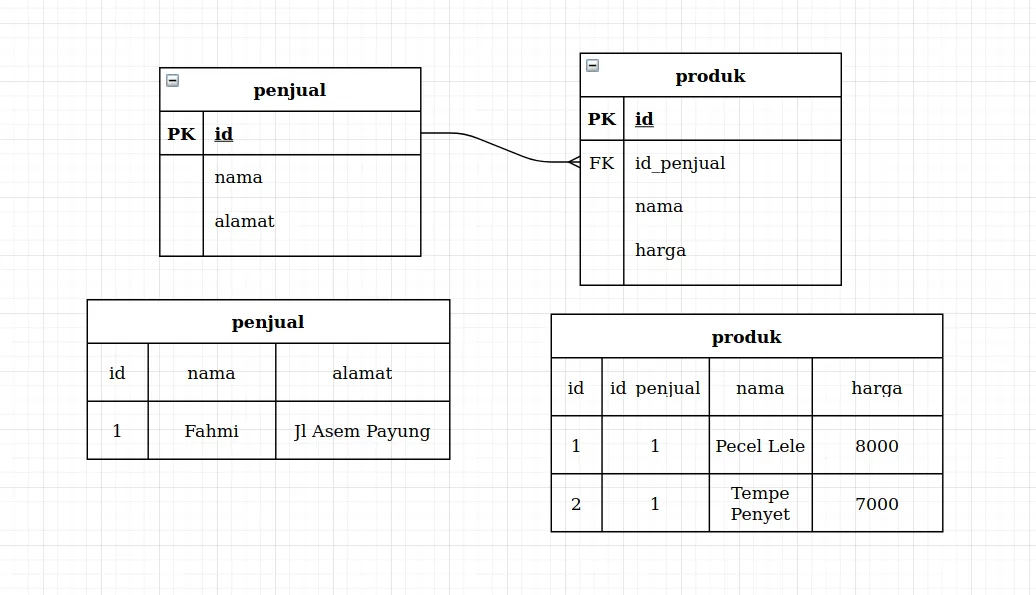 penjual
PK id
nama
alamat
produk
PK id
FK id_penjual
nama
harga
penjual
id nama alamat
1 Fahmi Jl Asem Payung
produk
id id_penjual nama harga
1 1 Pecel Lele 8000
2 1 Tempe Penyet 7000